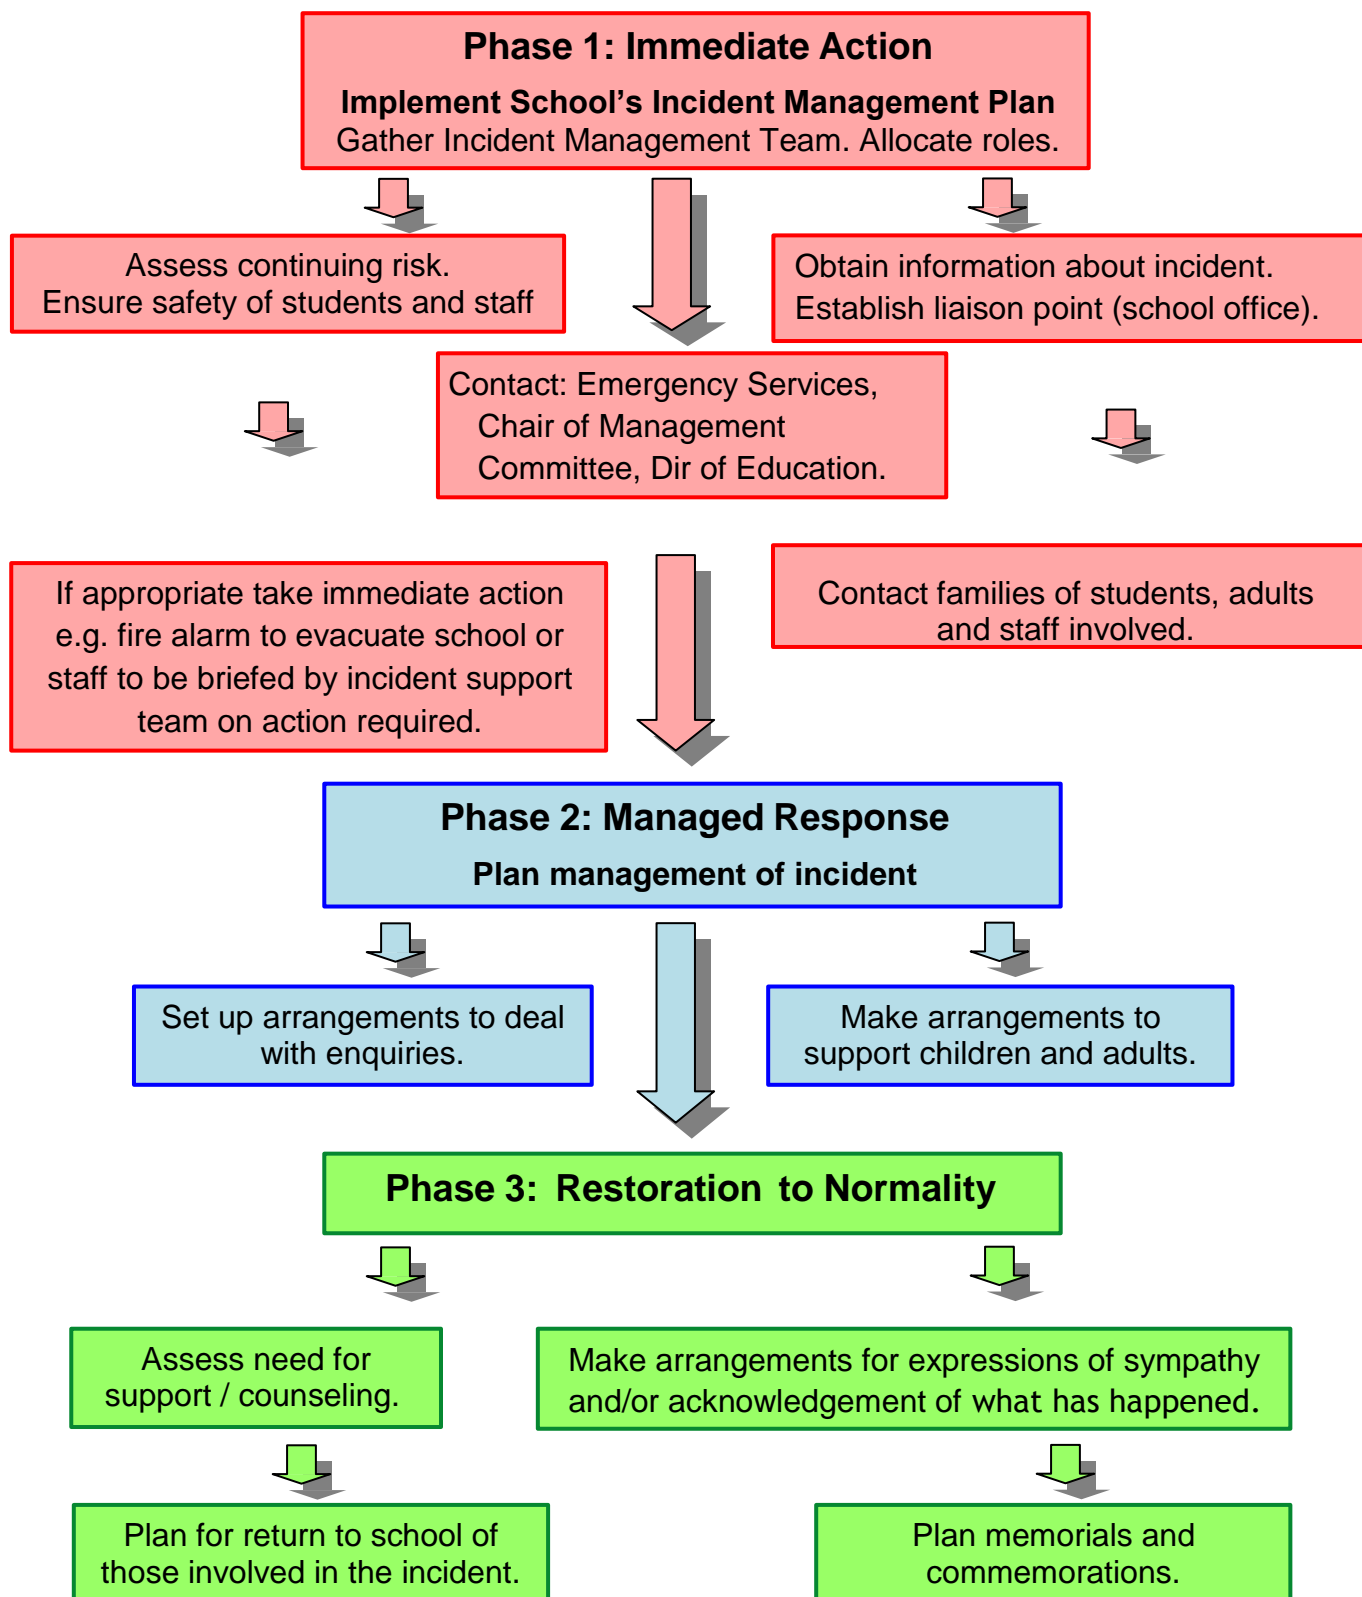 Phase 1: Immediate Action
Implement School’s Incident Management Plan
Gather Incident Management Team. Allocate roles.
Assess continuing risk.
Ensure safety of students and staff
Obtain information about incident.
Establish liaison point (school office).
Contact: Emergency Services,
Chair of Management
Committee, Dir of Education.
If appropriate take immediate action
e.g. fire alarm to evacuate school or
staff to be briefed by incident support
team on action required.
Contact families of students, adults
and staff involved.
Phase 2: Managed Response
Plan management of incident
Set up arrangements to deal
with enquiries.
Make arrangements to
support children and adults.
Phase 3: Restoration to Normality
Assess need for
support / counseling.
Make arrangements for expressions of sympathy
and/or acknowledgement of what has happened.
Plan for return to school of
those involved in the incident.
Plan memorials and
commemorations.